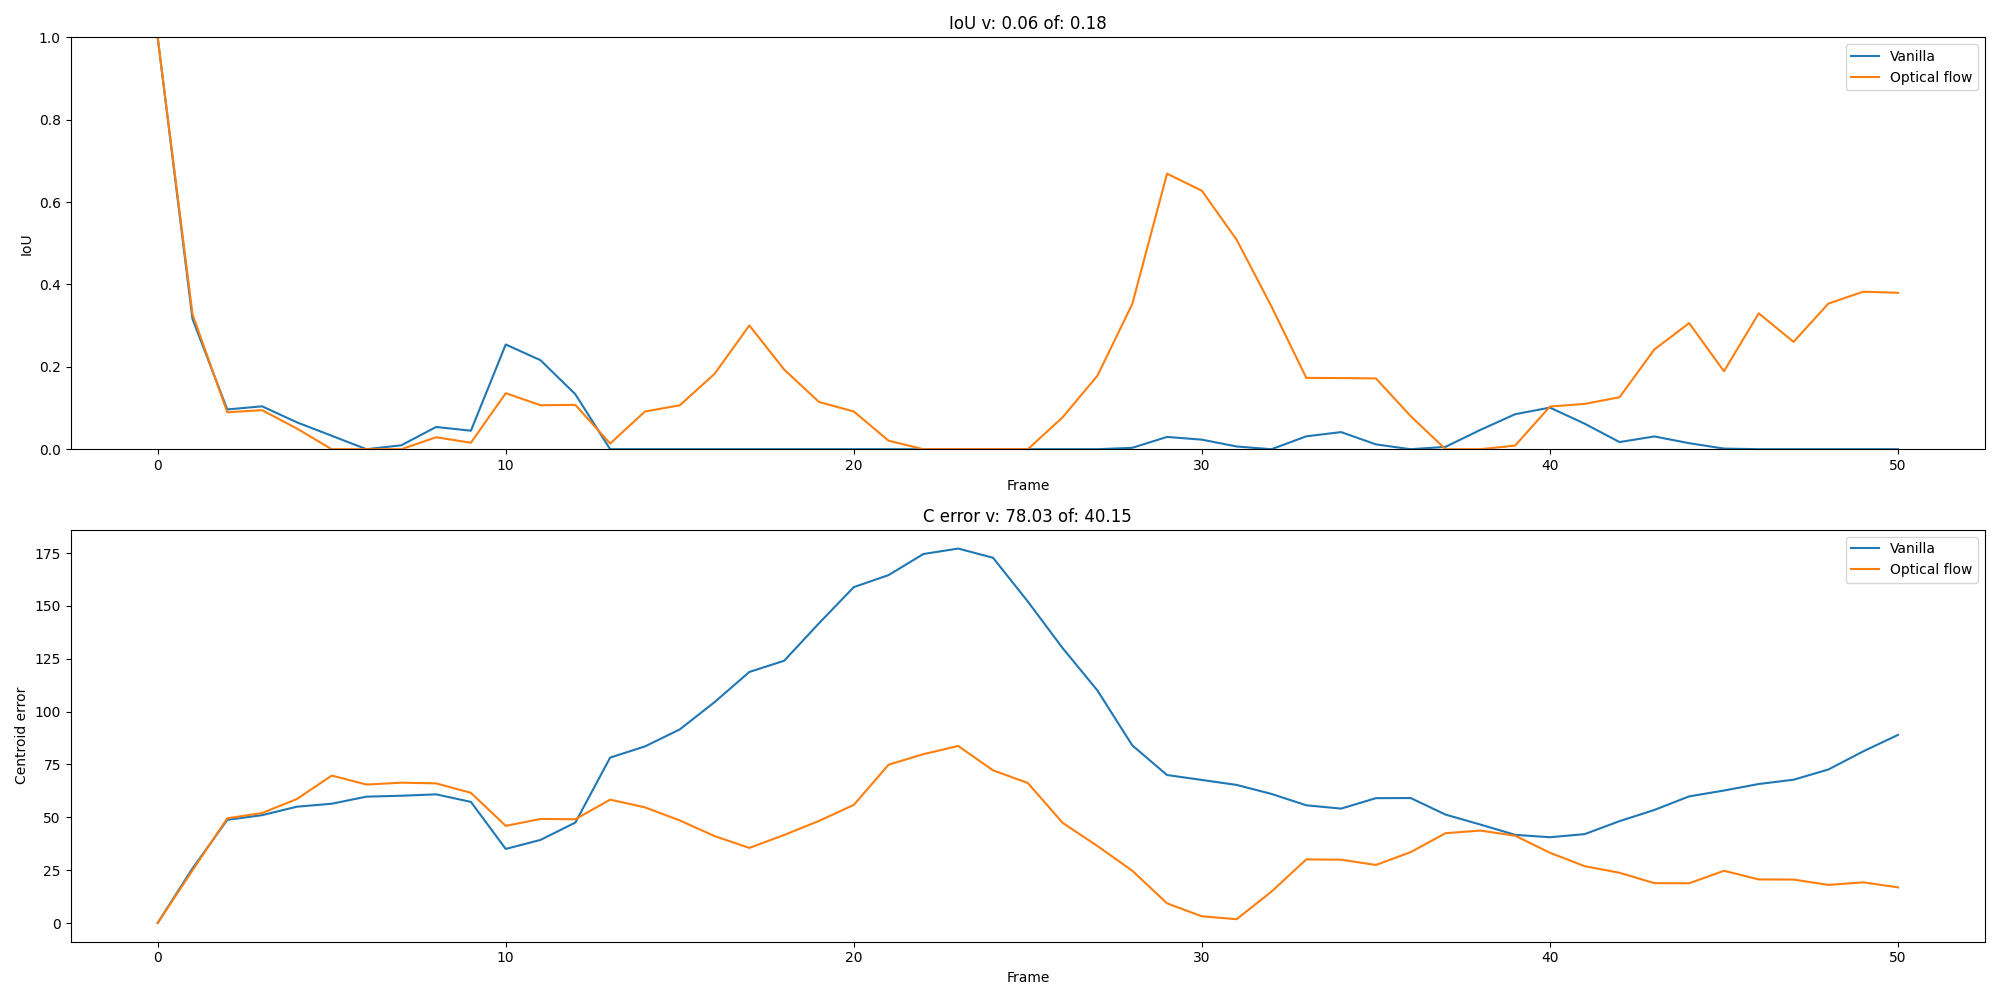 IoU v: 0.06 of: 0.18
1.0
0.8
0.6
0.4
0.2
0.0
IoU
Vanilla
Optical flow
0 10 20 30 40 50
Frame
C error v: 78.03 of: 40.15
175
150
125
100
75
50
25
0
Centroid error
Vanilla
Optical flow
0 10 20 30 40 50
Frame